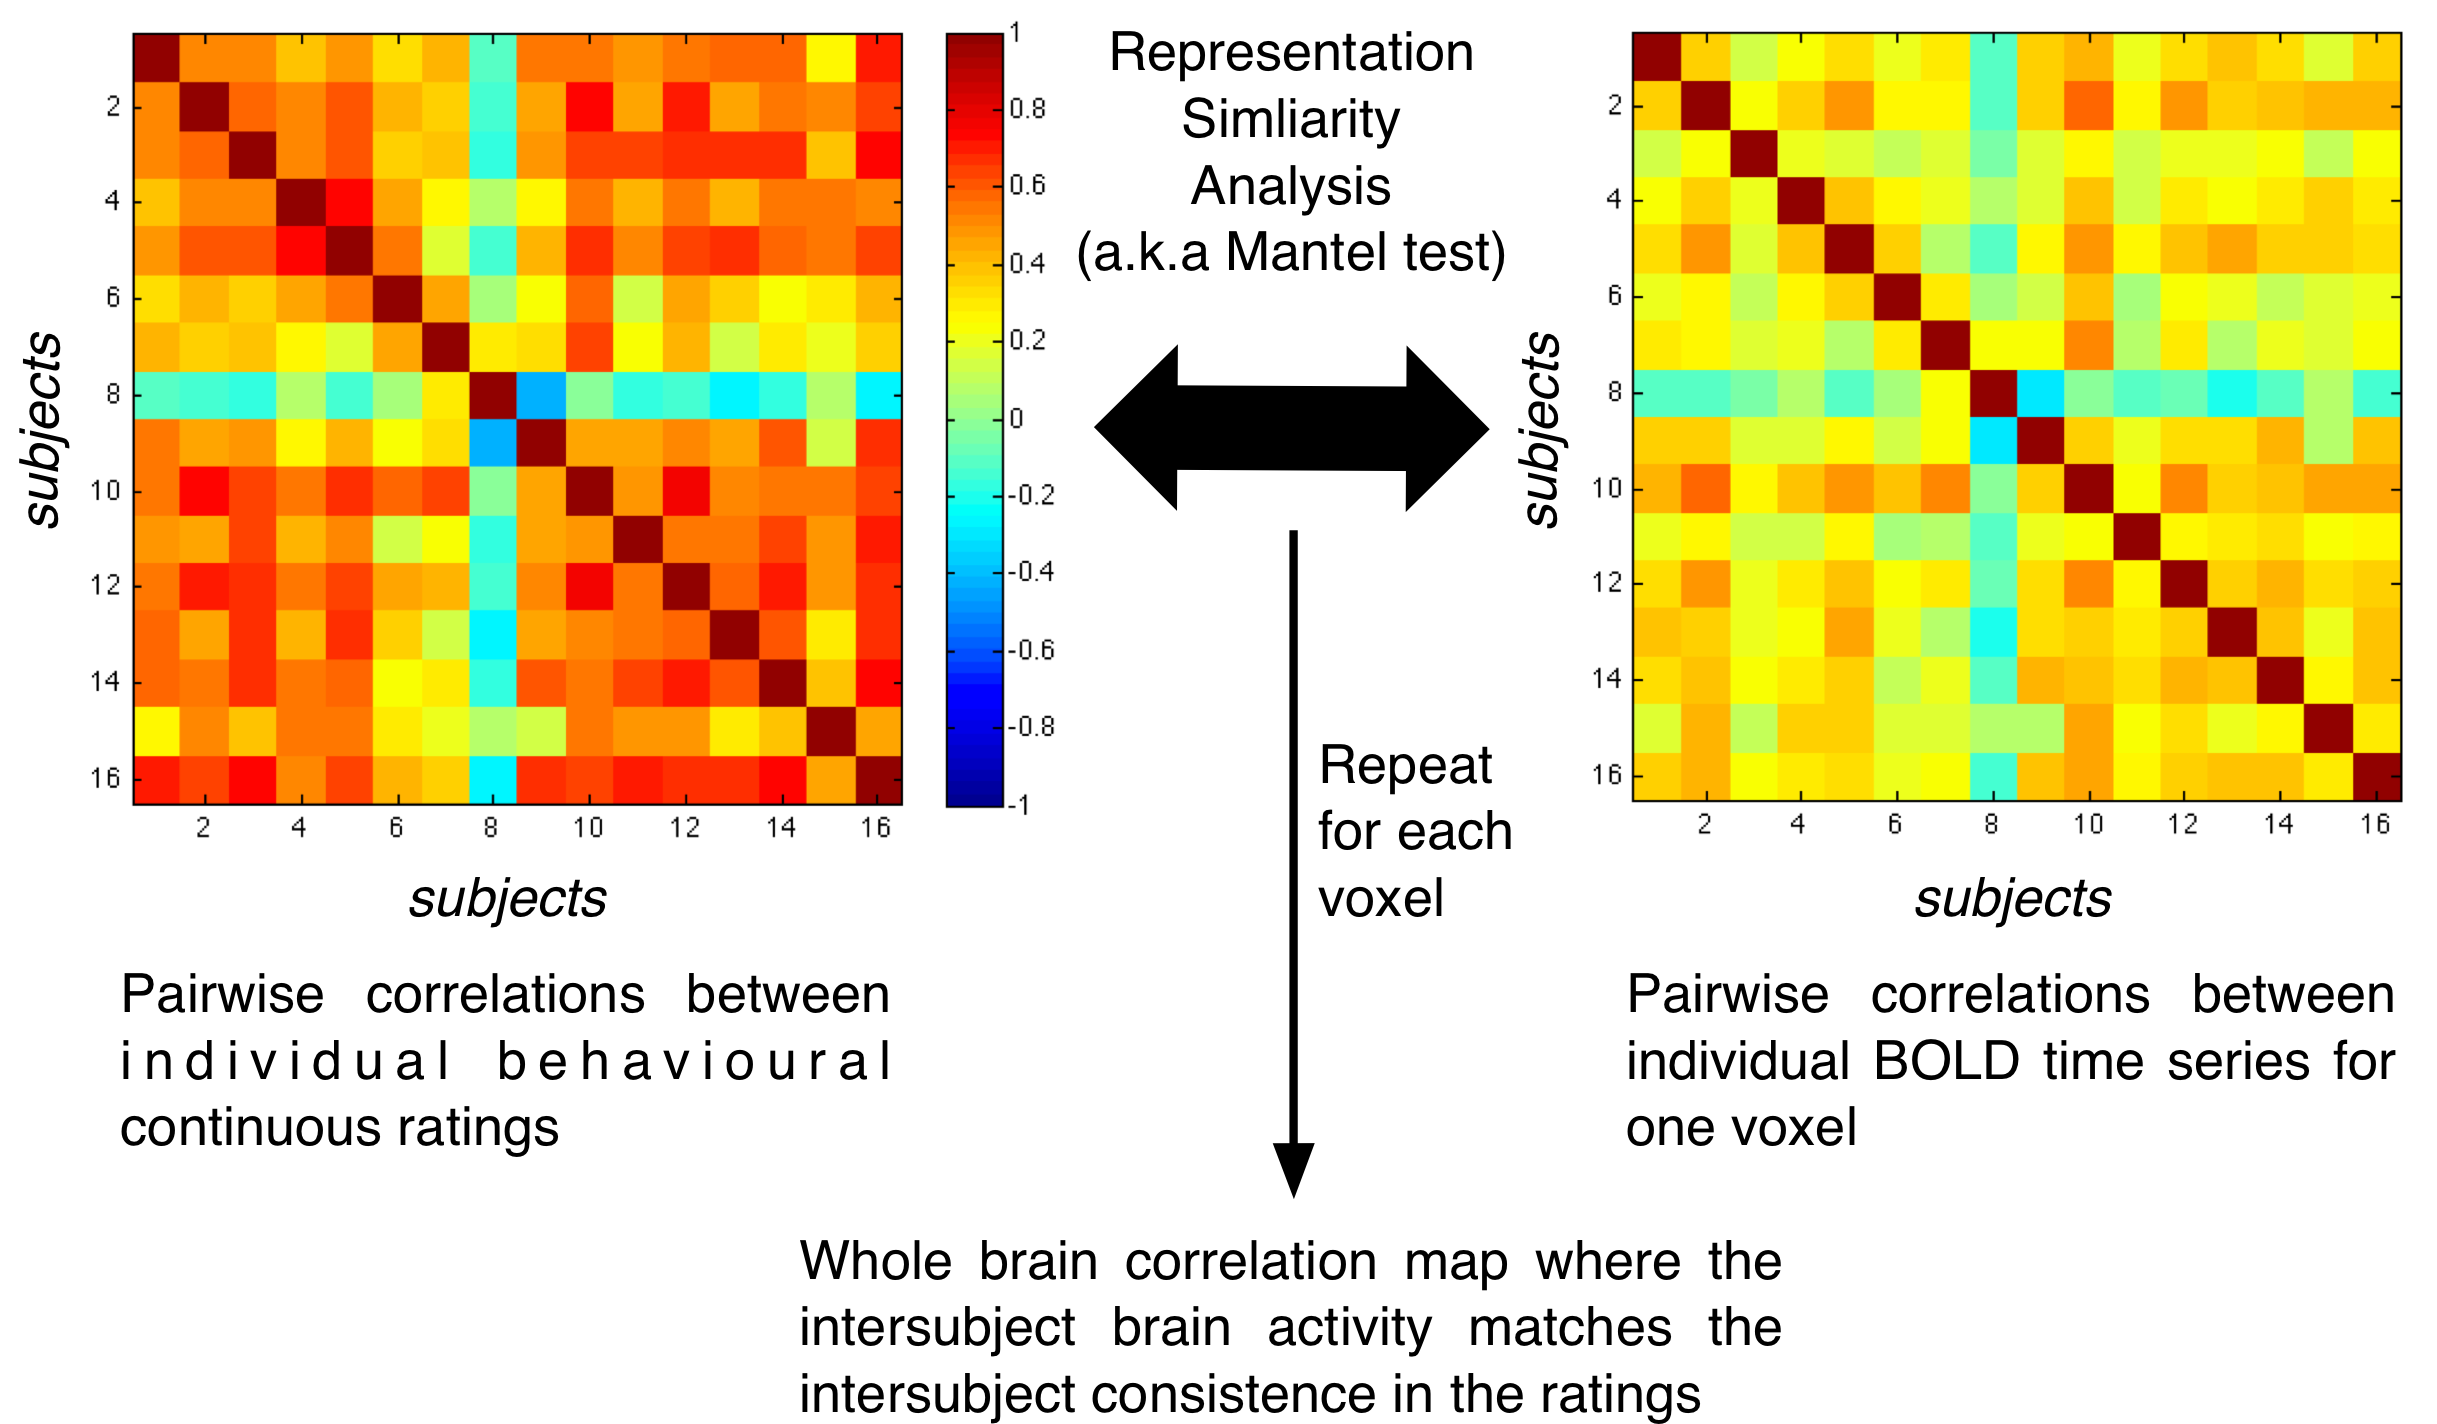 1
0.8
0.6
0.4
0.2
0
-0.2
-0.4
-0.6
-0.8
-1
2
4
6
8
10
12
14
16
2 4 6 8 10 12 14 16
subjects
subjects
Pairwise correlations between
individual behavioural
continuous ratings
Representation
Simliarity
Analysis
(a.k.a Mantel test)
Repeat
for each
voxel
2
4
6
8
10
12
14
16
2 4 6 8 10 12 14 16
subjects
subjects
Pairwise correlations between
individual BOLD time series for
one voxel
Whole brain correlation map where the
intersubject brain activity matches the
intersubject consistence in the ratings